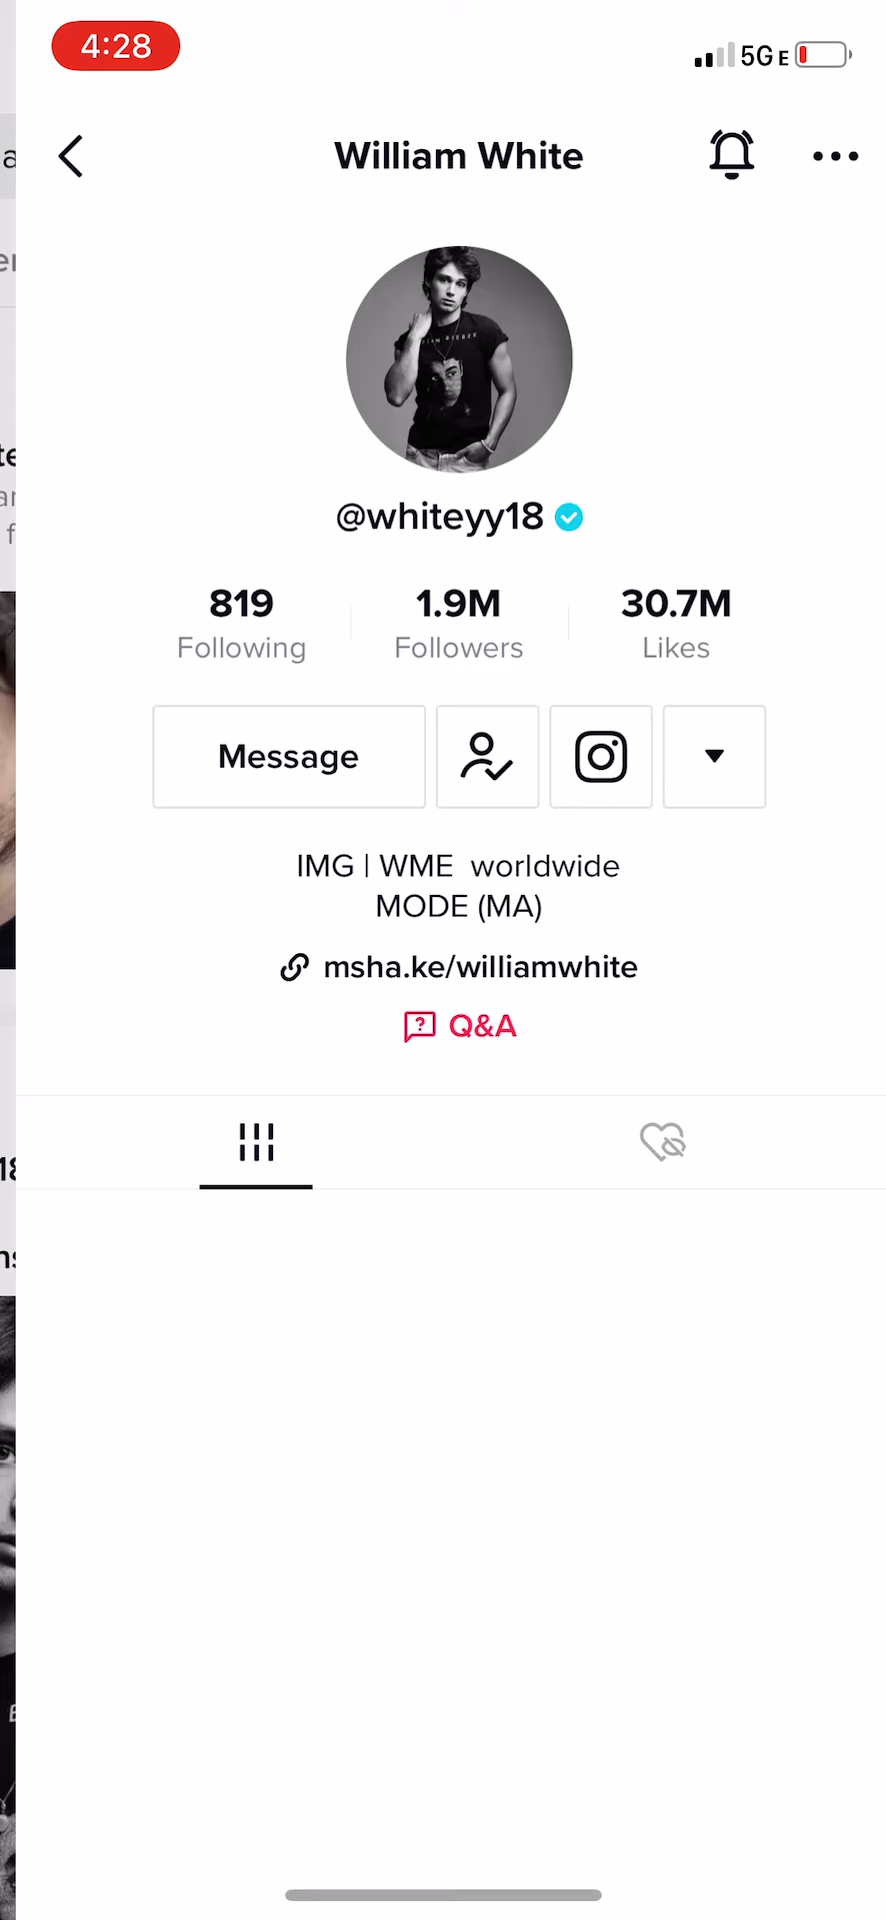 4:28
5G E
William White
@whiteyy18
819
Following
1.9M
Followers
30.7M
Likes
Message
IMG | WME worldwide
MODE (MA)
msha.ke/williamwhite
Q&A